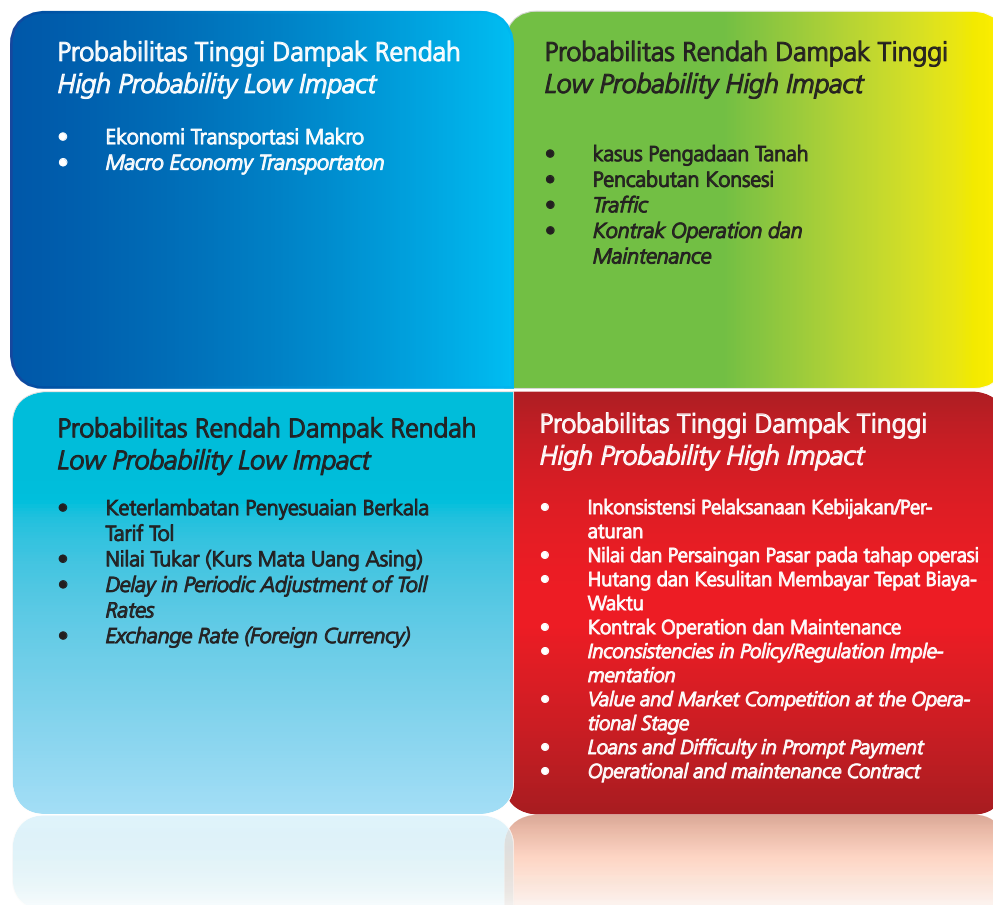 Probabilitas Tinggi Dampak Rendah
High Probability Low Impact
• Ekonomi Transportasi Makro
• Macro Economy Transportaton
Probabilitas Rendah Dampak Tinggi
Low Probability High Impact
• kasus Pengadaan Tanah
• Pencabutan Konsesi
• Traffic
• Kontrak Operation dan
Maintenance
Probabilitas Rendah Dampak Rendah
Low Probability Low Impact
• Keterlambatan Penyesuaian Berkala
Tarif Tol
• Nilai Tukar (Kurs Mata Uang Asing)
• Delay in Periodic Adjustment of Toll
Rates
• Exchange Rate (Foreign Currency)
Probabilitas Tinggi Dampak Tinggi
High Probability High Impact
• Inkonsistensi Pelaksanaan Kebijakan/Per-
aturan
• Nilai dan Persaingan Pasar pada tahap operasi
• Hutang dan Kesulitan Membayar Tepat Biaya-
Waktu
• Kontrak Operation dan Maintenance
• Inconsistencies in Policy/Regulation Imple-
mentation
• Value and Market Competition at the Opera-
tional Stage
• Loans and Difficulty in Prompt Payment
• Operational and maintenance Contract